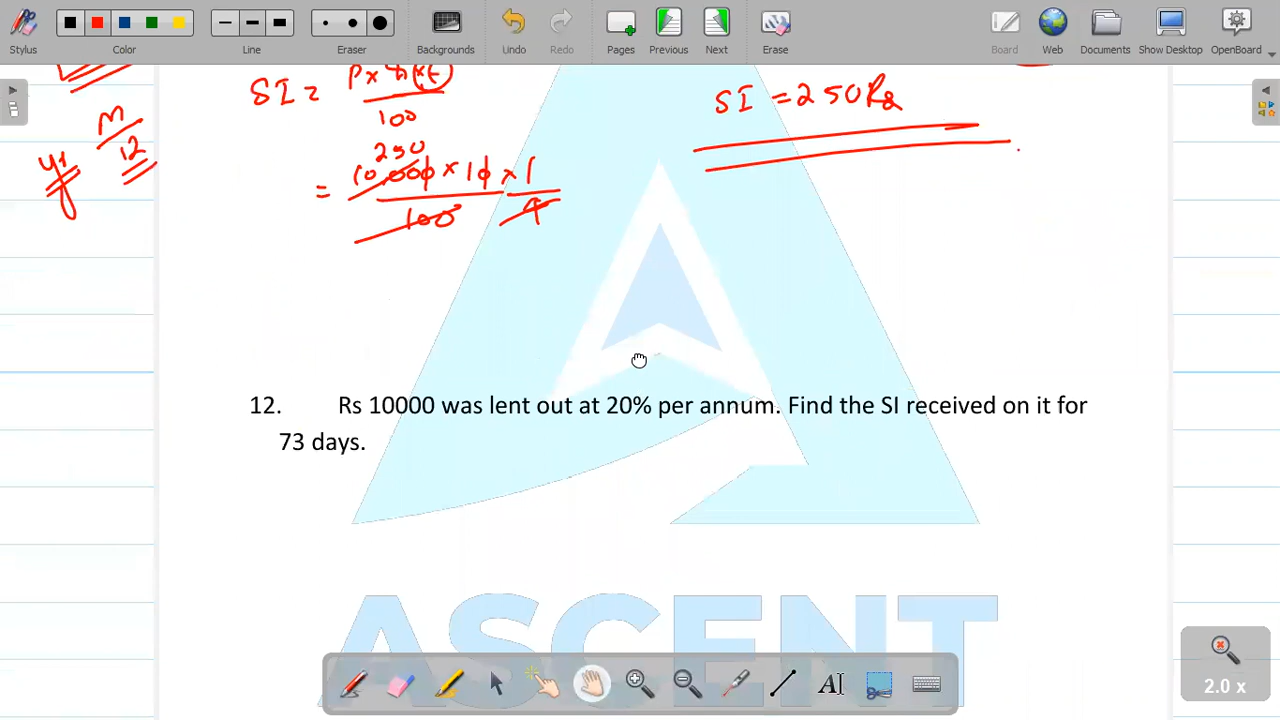 Stylus
Color
Line
Eraser
Backgrounds
Undo
Redo
Pages
Previous
Next
Erase
Board
Web
Documents
Show Desktop
OpenBoard
SI = P x r x t
100
SI = 250 Rs
m
12
250
= 10,000 x 10 x 1
100 4
12. Rs 10000 was lent out at 20% per annum. Find the SI received on it for
73 days.
ASCENT
2.0 x